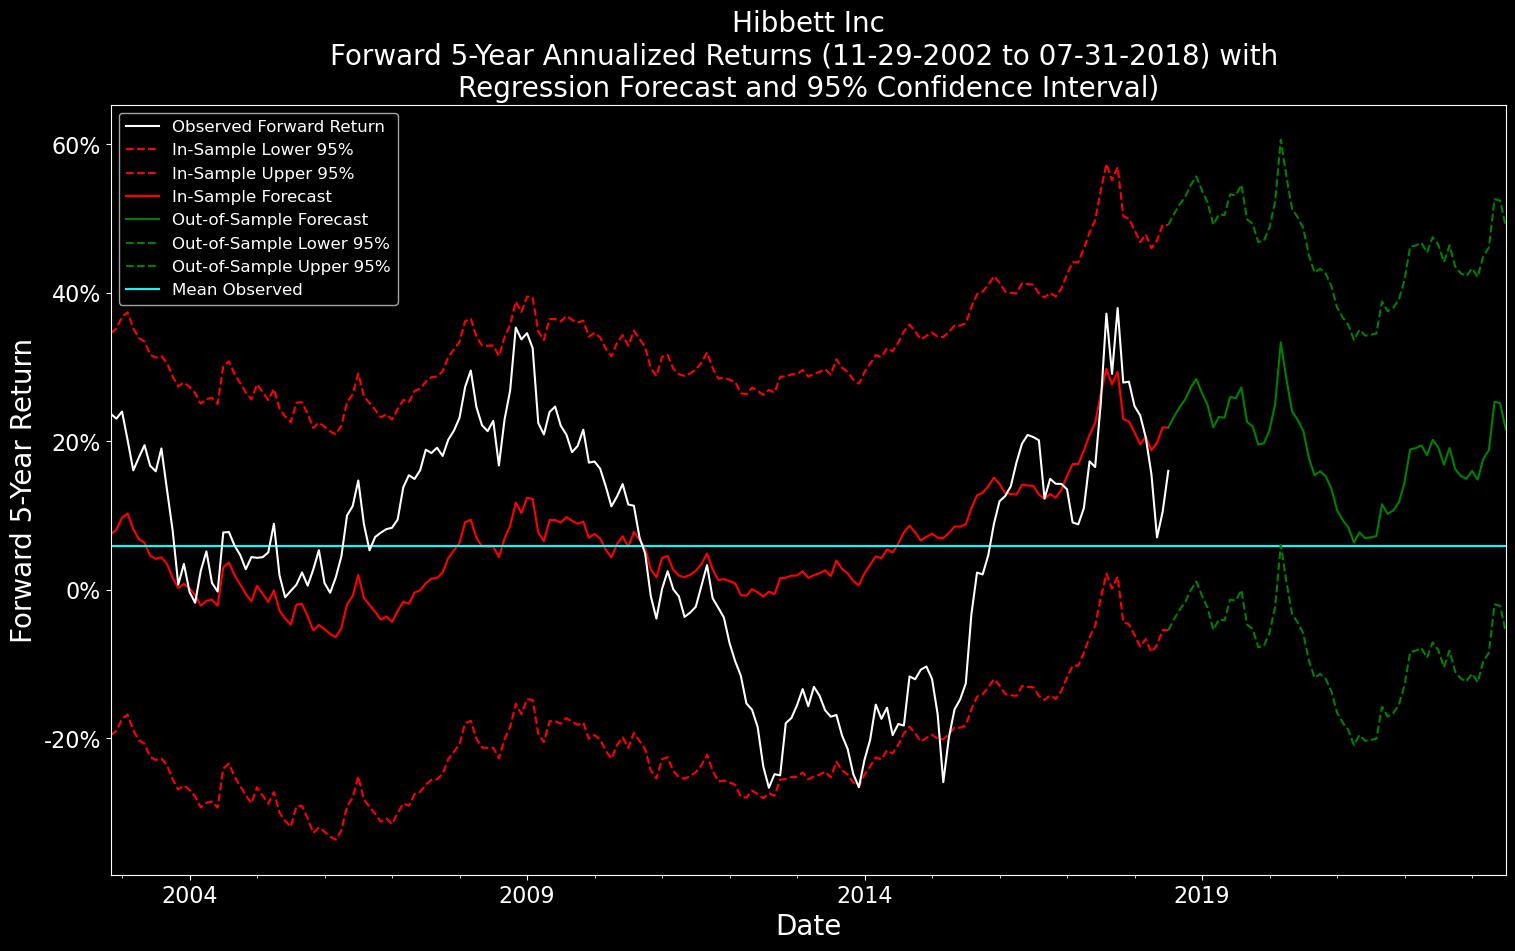 Hibbett Inc
Forward 5-Year Annualized Returns (11-29-2002 to 07-31-2018) with
Regression Forecast and 95% Confidence Interval)
Observed Forward Return
In-Sample Lower 95%
In-Sample Upper 95%
In-Sample Forecast
Out-of-Sample Forecast
Out-of-Sample Lower 95%
Out-of-Sample Upper 95%
Mean Observed
Forward 5-Year Return
60%
40%
20%
0%
-20%
2004
2009
2014
2019
Date